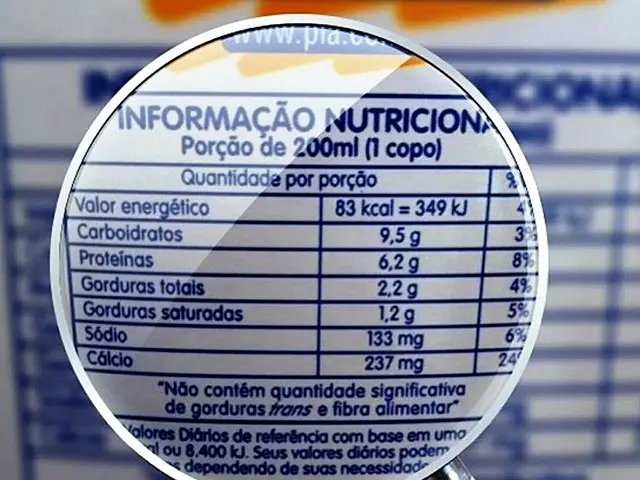 www.pia.co
INFORMAÇÃO NUTRICION
Porção de 200ml (1 copo)
Quantidade por porção %
Valor energético 83 kcal = 349 kJ 4
Carboidratos 9,5 g 3%
Proteínas 6,2 g 8%
Gorduras totais 2,2 g 4%
Gorduras saturadas 1,2 g 5%
Sódio 133 mg 6%
Cálcio 237 mg 24
"Não contém quantidade significativa
de gorduras trans e fibra alimentar"
Valores Diários de referência com base em uma
al ou 8.400 kJ. Seus valores diários podem
s dependendo de suas necessidade